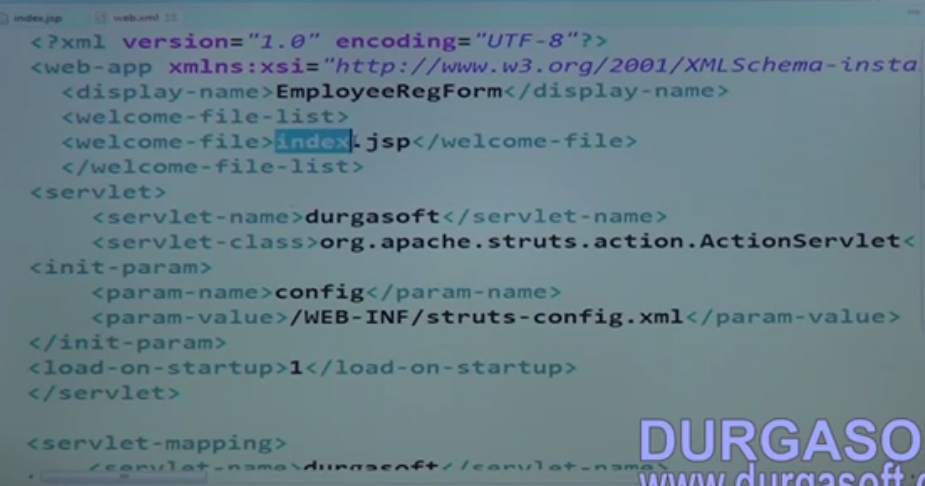 index.jsp web.xml
<?xml version="1.0" encoding="UTF-8"?>
<web-app xmlns:xsi="http://www.w3.org/2001/XMLSchema-insta
<display-name>EmployeeRegForm</display-name>
<welcome-file-list>
<welcome-file>index.jsp</welcome-file>
</welcome-file-list>
<servlet>
<servlet-name>durgasoft</servlet-name>
<servlet-class>org.apache.struts.action.ActionServlet<
<init-param>
<param-name>config</param-name>
<param-value>/WEB-INF/struts-config.xml</param-value>
</init-param>
<load-on-startup>1</load-on-startup>
</servlet>
<servlet-mapping>
<servlet-name>durgasoft</servlet-name>
DURGASO
www.durgasoft.c